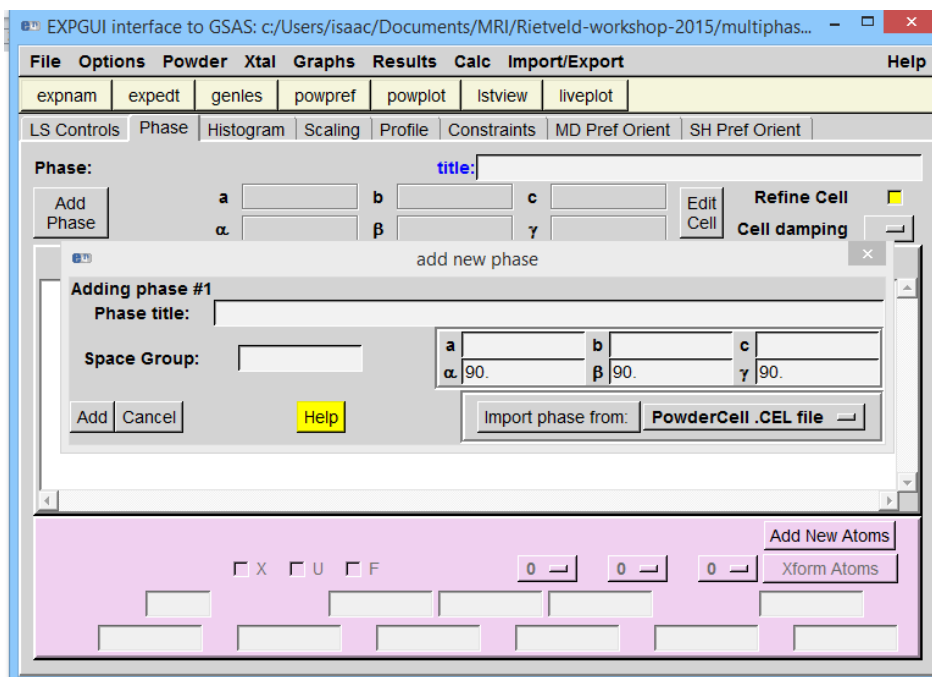 EXPGUI interface to GSAS: c:/Users/isaac/Documents/MRI/Rietveld-workshop-2015/multiphas...
File Options Powder Xtal Graphs Results Calc Import/Export Help
expnam expedt genles powpref powplot lstview liveplot
LS Controls Phase Histogram Scaling Profile Constraints MD Pref Orient SH Pref Orient
Phase: title:
Add Phase
a b c
α β γ
Edit Cell
Refine Cell
Cell damping
add new phase
Adding phase #1
Phase title:
Space Group:
a b c
α 90. β 90. γ 90.
Add Cancel Help Import phase from: PowderCell .CEL file
Add New Atoms
X U F 0 0 0 Xform Atoms